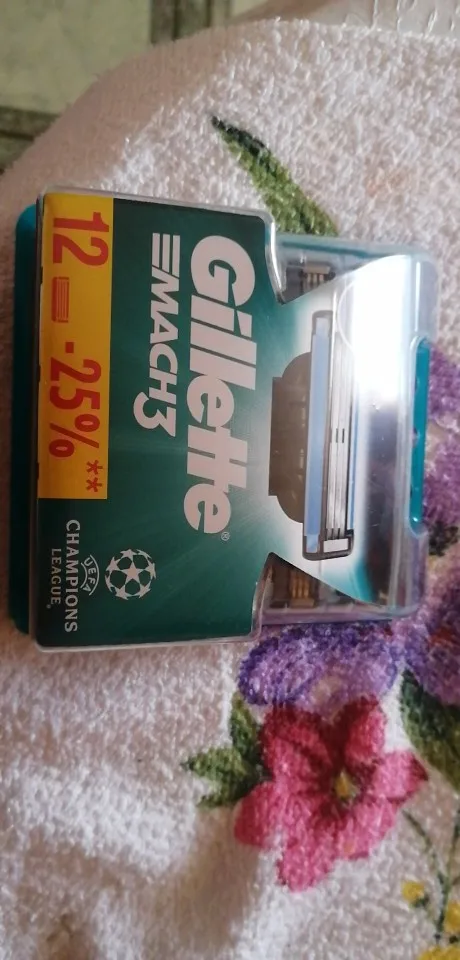 Gillette®
MACH3
12 -25%**
UEFA
CHAMPIONS
LEAGUE®